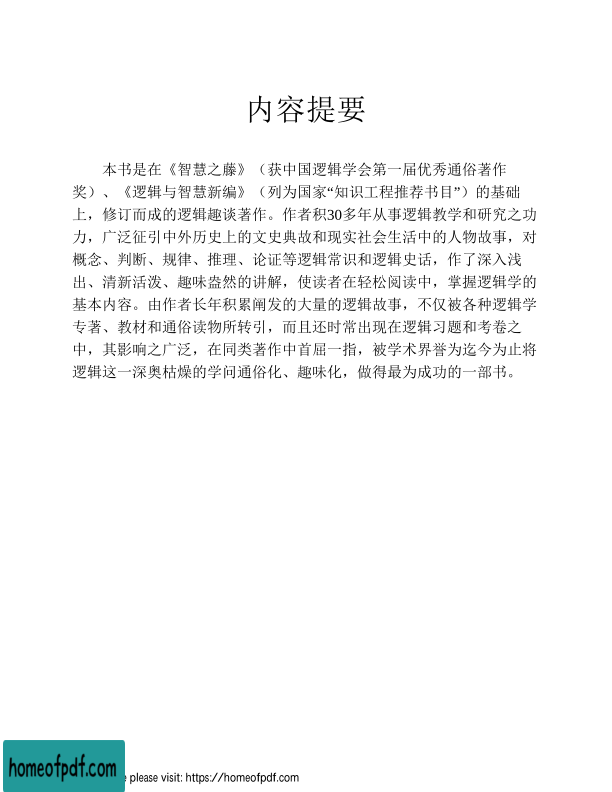 内容提要
本书是在《智慧之藤》（获中国逻辑学会第一届优秀通俗著作
奖）、《逻辑与智慧新编》（列为国家“知识工程推荐书目”）的基础
上，修订而成的逻辑趣谈著作。作者积30多年从事逻辑教学和研究之功
力，广泛征引中外历史上的文史典故和现实社会生活中的人物故事，对
概念、判断、规律、推理、论证等逻辑常识和逻辑史话，作了深入浅
出、清新活泼、趣味盎然的讲解，使读者在轻松阅读中，掌握逻辑学的
基本内容。由作者长年积累阐发的大量的逻辑故事，不仅被各种逻辑学
专著、教材和通俗读物所转引，而且还时常出现在逻辑习题和考卷之
中，其影响之广泛，在同类著作中首屈一指，被学术界誉为迄今为止将
逻辑这一深奥枯燥的学问通俗化、趣味化，做得最为成功的一部书。
homeofpdf.com
please visit: https://homeofpdf.com